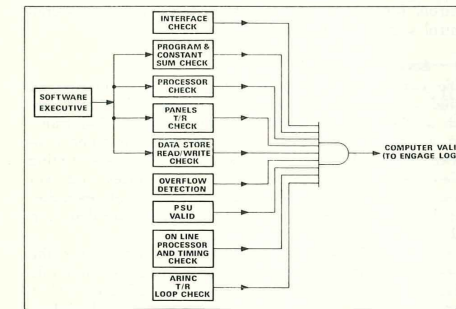 INTERFACE
CHECK
PROGRAM &
CONSTANT
SUM CHECK
PROCESSOR
CHECK
SOFTWARE
EXECUTIVE
PANELS
T/R
CHECK
DATA STORE
READ/WRITE
CHECK
COMPUTER VALI
(TO ENGAGE LOG
OVERFLOW
DETECTION
PSU
VALID
ON LINE
PROCESSOR
AND TIMING
CHECK
ARINC
T/R
LOOP CHECK